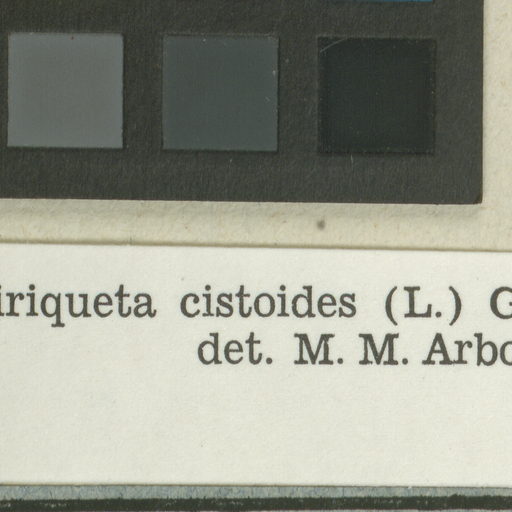 iriqueta cistoides (L.) G
det. M. M. Arbo